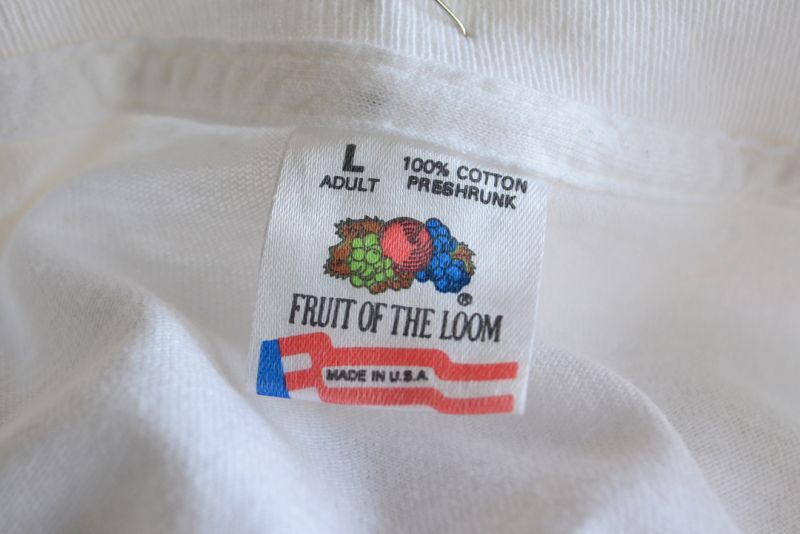 L
ADULT
100% COTTON
PRESHRUNK
®
FRUIT OF THE LOOM
MADE IN U.S.A.